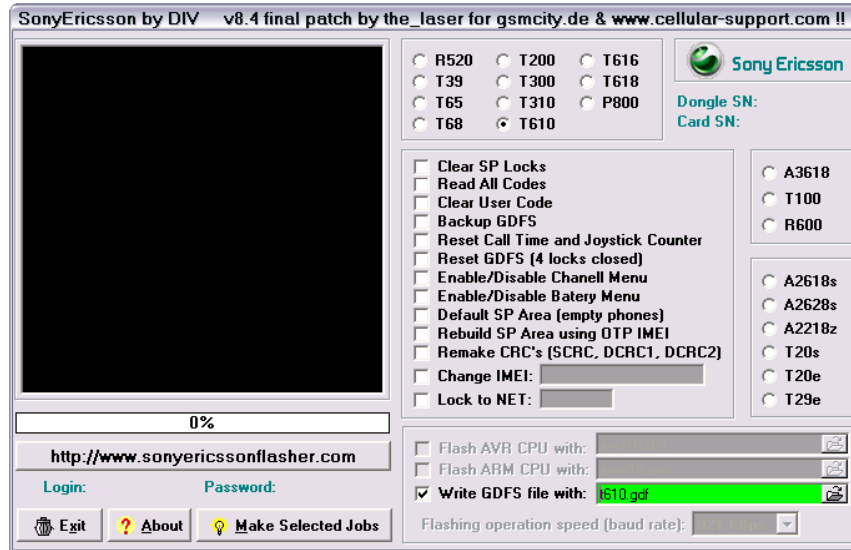 SonyEricsson by DIV v8.4 final patch by the_laser for gsmcity.de & www.cellular-support.com !!
R520 T200 T616
T39 T300 T618
T65 T310 P800
T68 T610
Sony Ericsson
Dongle SN:
Card SN:
Clear SP Locks
Read All Codes
Clear User Code
Backup GDFS
Reset Call Time and Joystick Counter
Reset GDFS (4 locks closed)
Enable/Disable Chanell Menu
Enable/Disable Batery Menu
Default SP Area (empty phones)
Rebuild SP Area using OTP IMEI
Remake CRC's (SCRC, DCRC1, DCRC2)
Change IMEI:
Lock to NET:
A3618
T100
R600
A2618s
A2628s
A2218z
T20s
T20e
T29e
0%
http://www.sonyericssonflasher.com
Login: Password:
Exit About Make Selected Jobs
Flash AVR CPU with:
Flash ARM CPU with:
Write GDFS file with: t610.gdf
Flashing operation speed (baud rate):